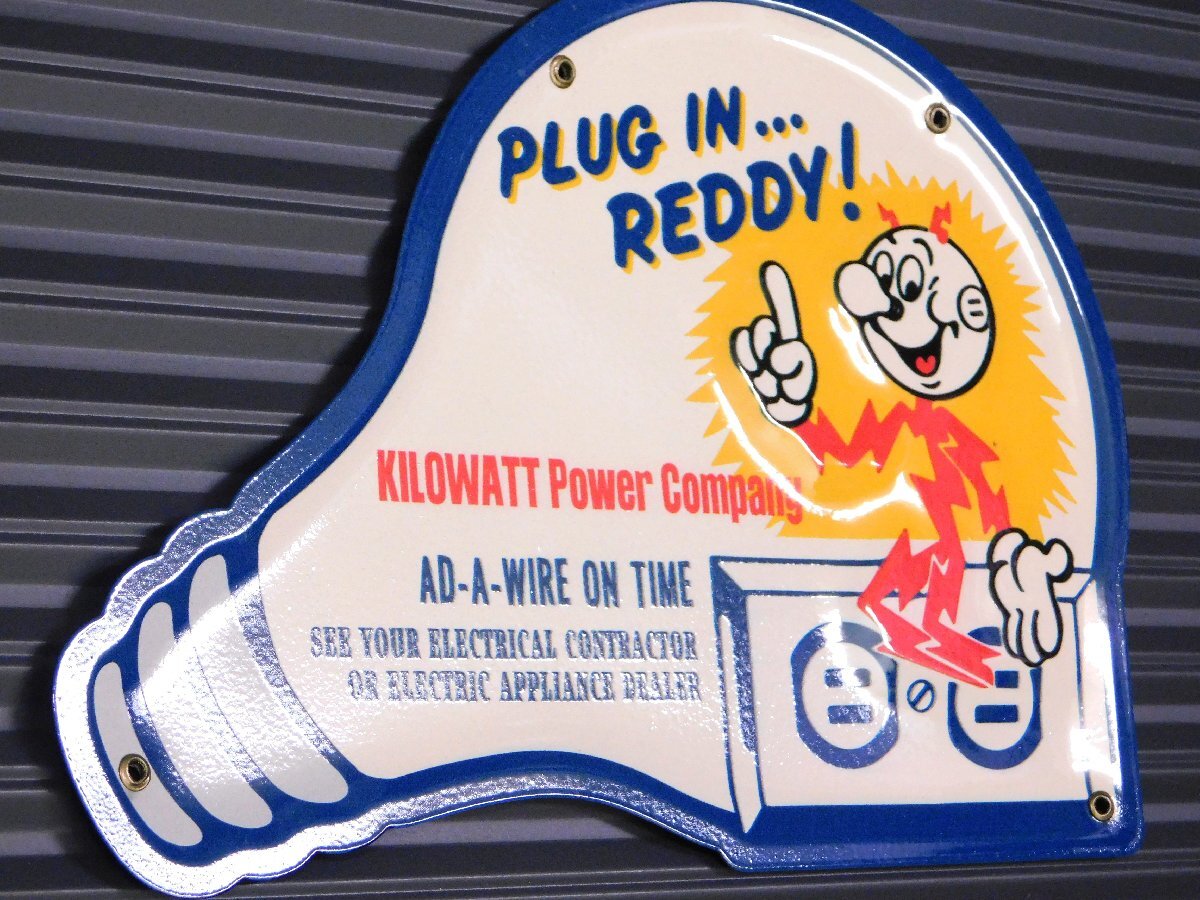 PLUG IN...
REDDY!
KILOWATT Power Company
AD-A-WIRE ON TIME
SEE YOUR ELECTRICAL CONTRACTOR
OR ELECTRIC APPLIANCE DEALER